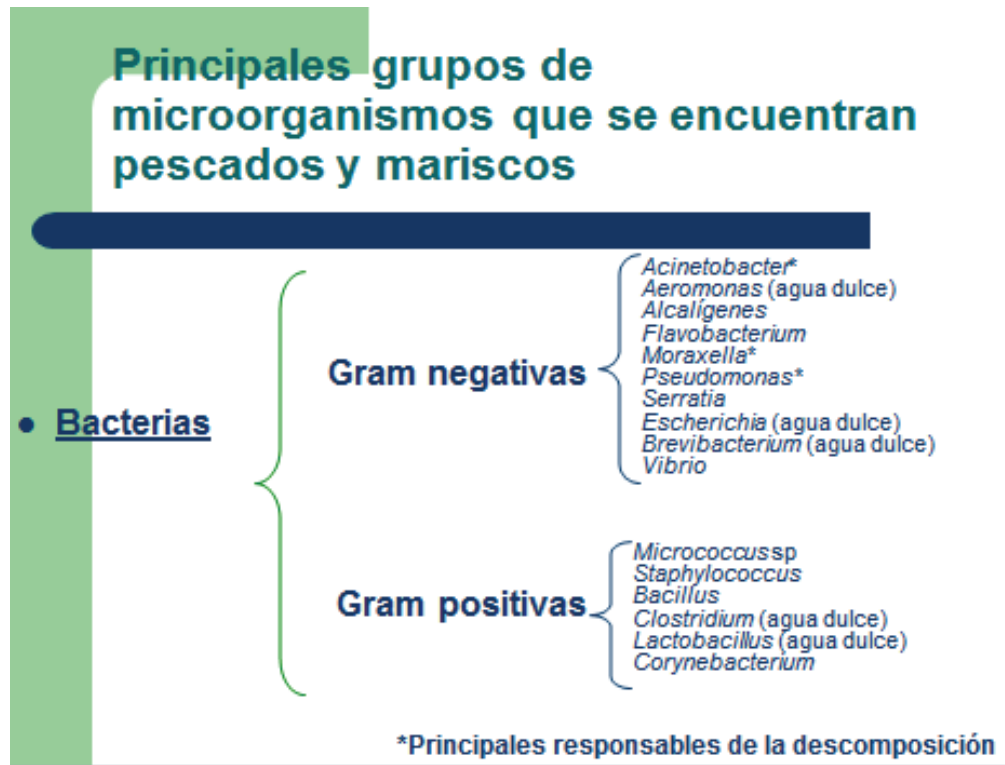 Principales grupos de
microorganismos que se encuentran
pescados y mariscos
Bacterias
Gram negativas
Acinetobacter*
Aeromonas (agua dulce)
Alcalígenes
Flavobacterium
Moraxella*
Pseudomonas*
Serratia
Escherichia (agua dulce)
Brevibacterium (agua dulce)
Vibrio
Gram positivas
Micrococcus sp
Staphylococcus
Bacillus
Clostridium (agua dulce)
Lactobacillus (agua dulce)
Corynebacterium
*Principales responsables de la descomposición